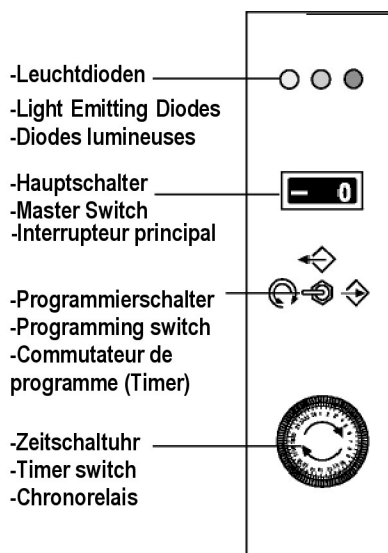 -Leuchtdioden
-Light Emitting Diodes
-Diodes lumineuses
-Hauptschalter
-Master Switch
-Interrupteur principal
– 0
-Programmierschalter
-Programming switch
-Commutateur de
programme (Timer)
-Zeitschaltuhr
-Timer switch
-Chronorelais